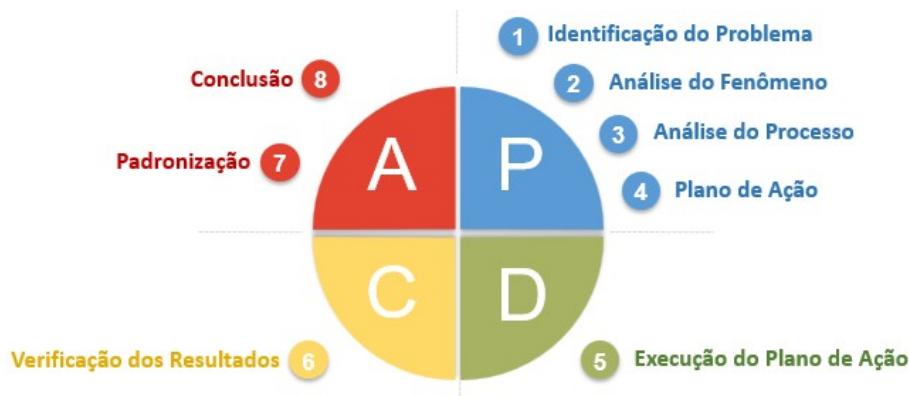 1 Identificação do Problema
2 Análise do Fenômeno
3 Análise do Processo
4 Plano de Ação
5 Execução do Plano de Ação
Verificação dos Resultados 6
Padronização 7
Conclusão 8
A P
C D